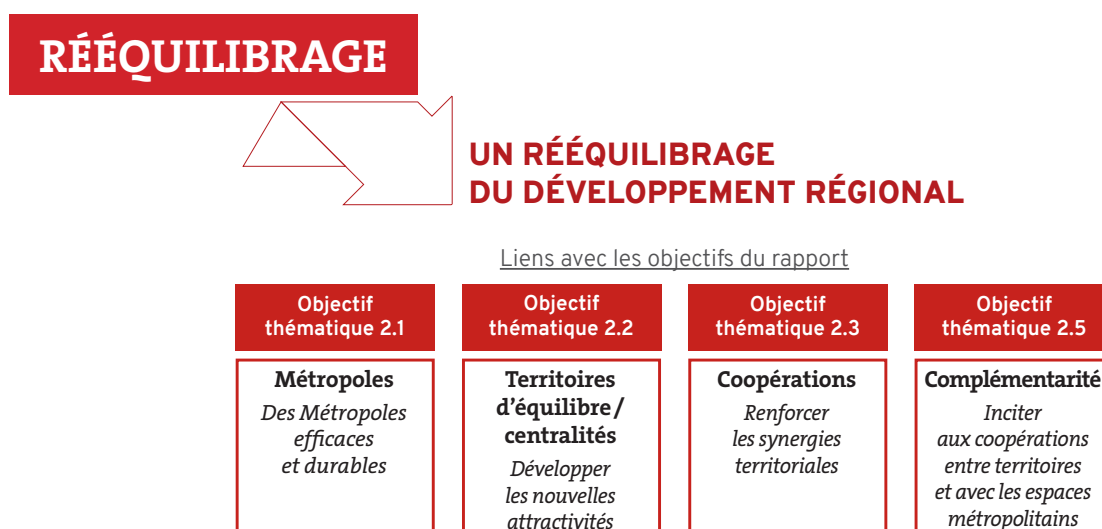 RÉÉQUILIBRAGE
UN RÉÉQUILIBRAGE
DU DÉVELOPPEMENT RÉGIONAL
Liens avec les objectifs du rapport
Objectif
thématique 2.1
Métropoles
Des Métropoles
efficaces
et durables
Objectif
thématique 2.2
Territoires
d’équilibre /
centralités
Développer
les nouvelles
attractivités
Objectif
thématique 2.3
Coopérations
Renforcer
les synergies
territoriales
Objectif
thématique 2.5
Complémentarité
Inciter
aux coopérations
entre territoires
et avec les espaces
métropolitains